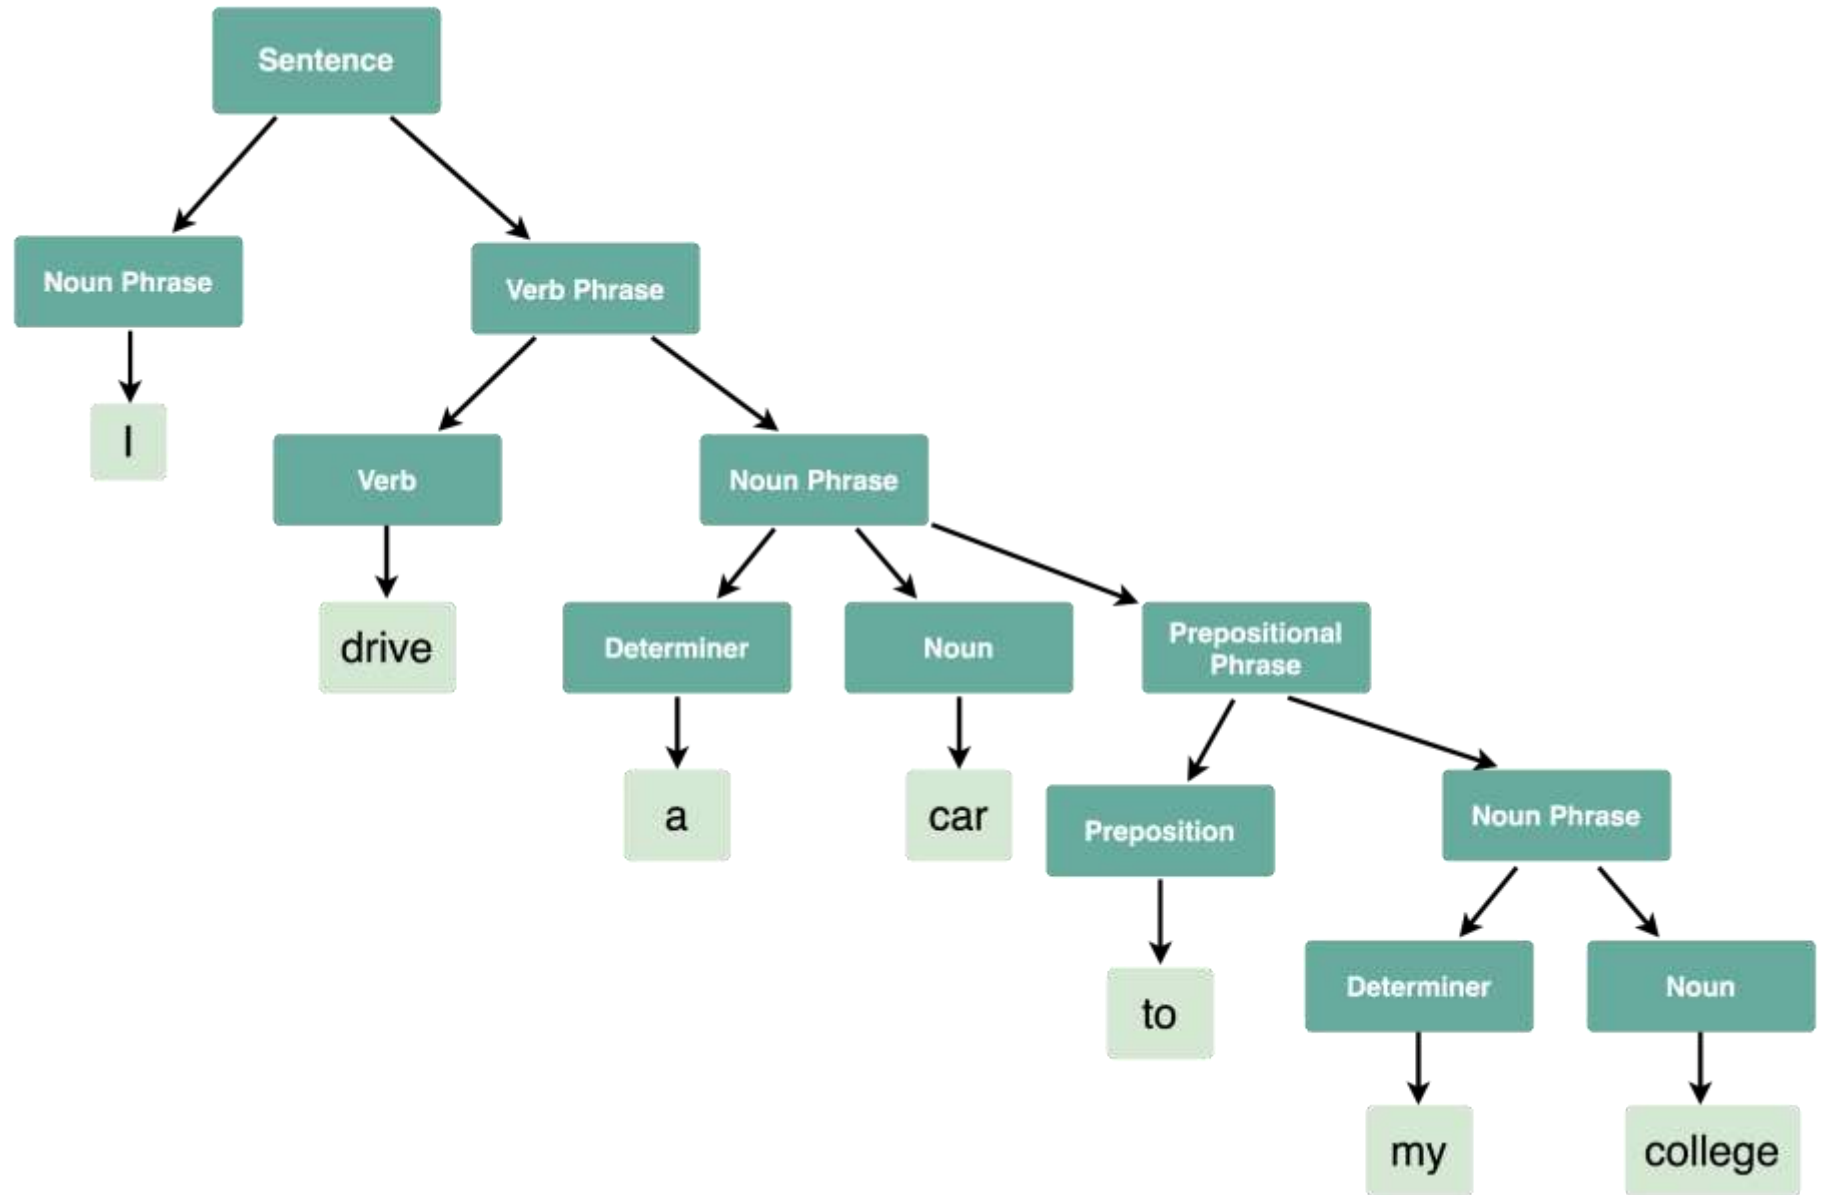 Sentence
Noun Phrase
Verb Phrase
I
Verb
Noun Phrase
drive
Determiner
Noun
Prepositional
Phrase
a
car
Preposition
Noun Phrase
to
Determiner
Noun
my
college